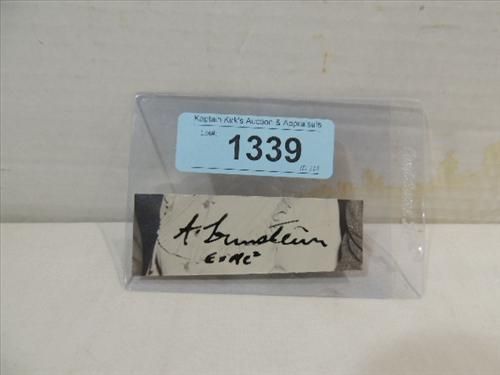 Kaptain Kirk's Auction & Appraisals
Lot#:
1339
A. Einstein
E=MC²